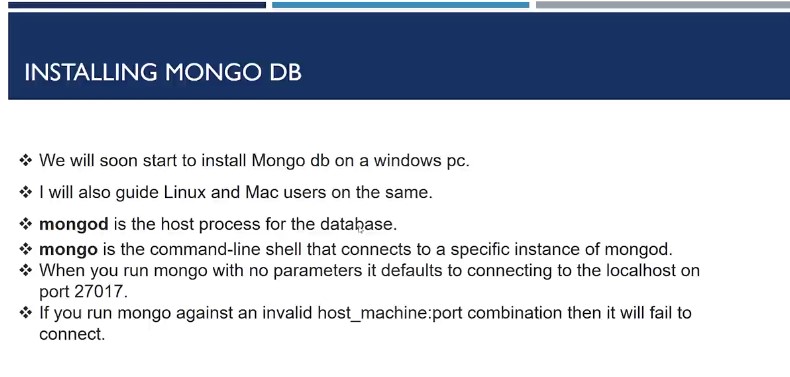 INSTALLING MONGO DB
❖ We will soon start to install Mongo db on a windows pc.
❖ I will also guide Linux and Mac users on the same.
❖ mongod is the host process for the database.
❖ mongo is the command-line shell that connects to a specific instance of mongod.
❖ When you run mongo with no parameters it defaults to connecting to the localhost on
port 27017.
❖ If you run mongo against an invalid host_machine:port combination then it will fail to
connect.